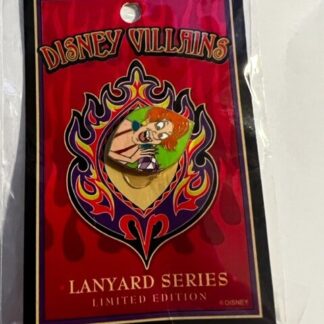 DISNEY VILLAINS
LANYARD SERIES
LIMITED EDITION
© DISNEY